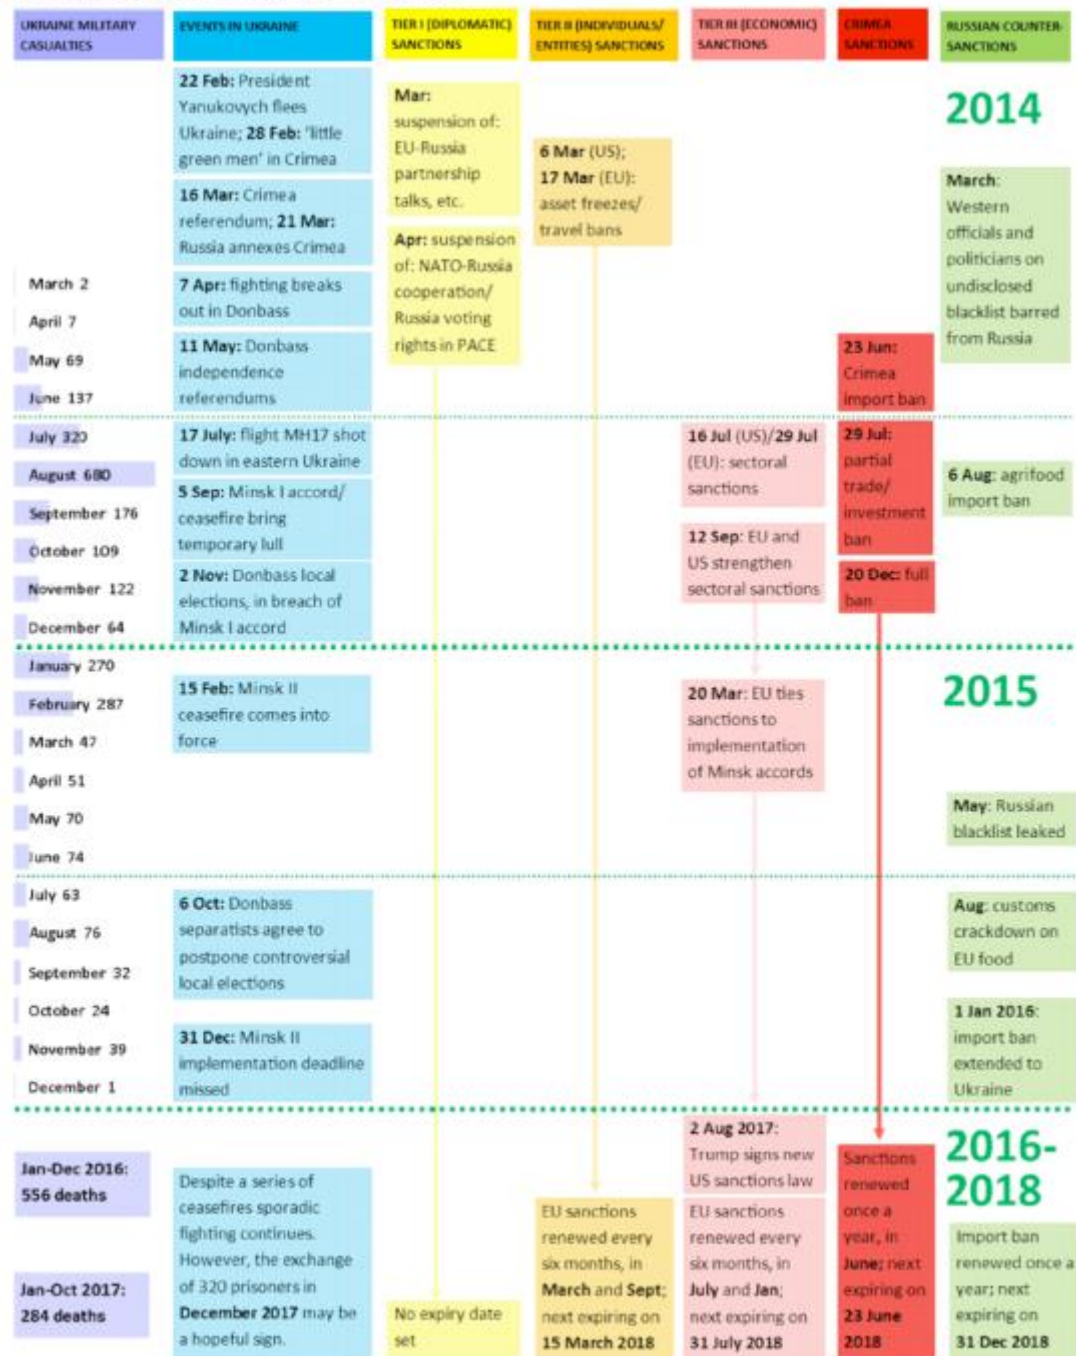 UKRAINE MILITARY
CASUALTIES
EVENTS IN UKRAINE
TIER I (DIPLOMATIC)
SANCTIONS
TIER II (INDIVIDUALS/
ENTITIES) SANCTIONS
TIER III (ECONOMIC)
SANCTIONS
CRIMEA
SANCTIONS
RUSSIAN COUNTER-
SANCTIONS
2014
March 2
April 7
May 69
June 137
July 320
August 680
September 176
October 109
November 122
December 64
22 Feb: President
Yanukovych flees
Ukraine; 28 Feb: 'little
green men' in Crimea
16 Mar: Crimea
referendum; 21 Mar:
Russia annexes Crimea
7 Apr: fighting breaks
out in Donbass
11 May: Donbass
independence
referendums
17 July: flight MH17 shot
down in eastern Ukraine
5 Sep: Minsk I accord/
ceasefire bring
temporary lull
2 Nov: Donbass local
elections, in breach of
Minsk I accord
Mar:
suspension of:
EU-Russia
partnership
talks, etc.
Apr: suspension
of: NATO-Russia
cooperation/
Russia voting
rights in PACE
6 Mar (US);
17 Mar (EU):
asset freezes/
travel bans
16 Jul (US)/29 Jul
(EU): sectoral
sanctions
12 Sep: EU and
US strengthen
sectoral sanctions
23 Jun:
Crimea
import ban
29 Jul:
partial
trade/
investment
ban
20 Dec: full
ban
March:
Western
officials and
politicians on
undisclosed
blacklist barred
from Russia
6 Aug: agrifood
import ban
2015
January 270
February 287
March 47
April 51
May 70
June 74
July 63
August 76
September 32
October 24
November 39
December 1
15 Feb: Minsk II
ceasefire comes into
force
6 Oct: Donbass
separatists agree to
postpone controversial
local elections
31 Dec: Minsk II
implementation deadline
missed
20 Mar: EU ties
sanctions to
implementation
of Minsk accords
May: Russian
blacklist leaked
Aug: customs
crackdown on
EU food
1 Jan 2016:
import ban
extended to
Ukraine
2016-
2018
Jan-Dec 2016:
556 deaths
Jan-Oct 2017:
284 deaths
Despite a series of
ceasefires sporadic
fighting continues.
However, the exchange
of 320 prisoners in
December 2017 may be
a hopeful sign.
No expiry date
set
EU sanctions
renewed every
six months, in
March and Sept;
next expiring on
15 March 2018
2 Aug 2017:
Trump signs new
US sanctions law
EU sanctions
renewed every
six months, in
July and Jan;
next expiring on
31 July 2018
Sanctions
renewed
once a
year, in
June; next
expiring on
23 June
2018
Import ban
renewed once a
year; next
expiring on
31 Dec 2018